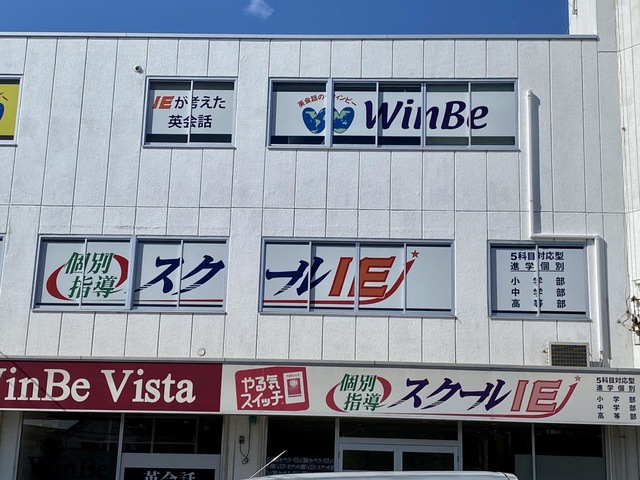 IEが考えた
英会話
英会話のウィンビー
WinBe
個別
指導
スクールIE
5科目対応型
進学個別
小学部
中学部
高等部
WinBe Vista
やる気
スイッチ
個別
指導
スクールIE
5科目対応型
進学個別
小学部
中学部
高等部
WinBe
英会話